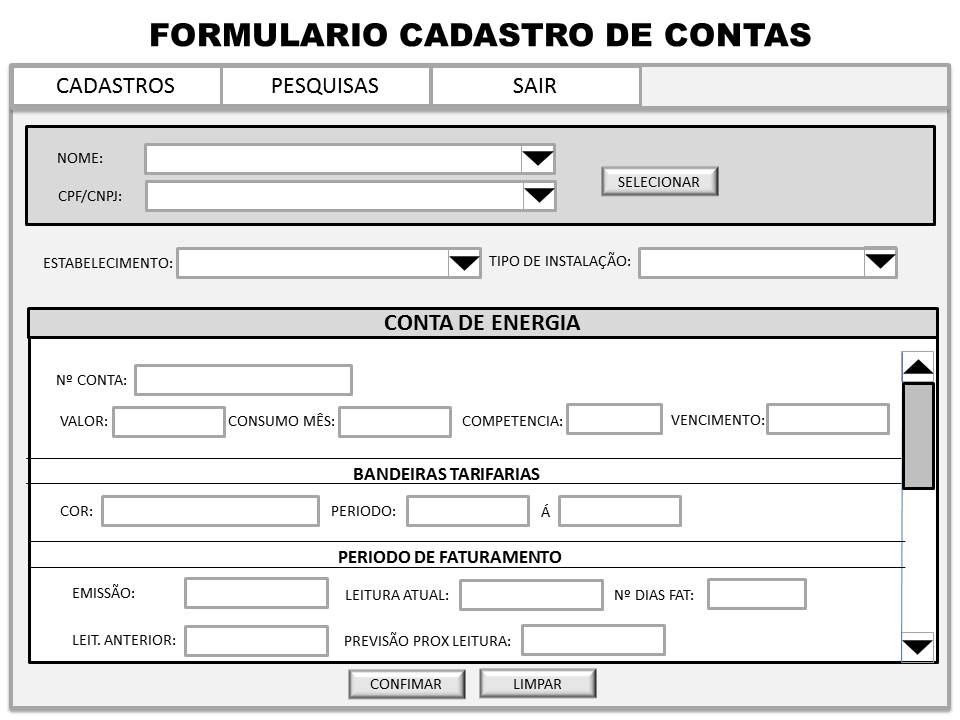 FORMULARIO CADASTRO DE CONTAS
CADASTROS PESQUISAS SAIR
NOME:
SELECIONAR
CPF/CNPJ:
ESTABELECIMENTO: TIPO DE INSTALAÇÃO:
CONTA DE ENERGIA
Nº CONTA:
VALOR: CONSUMO MÊS: COMPETENCIA: VENCIMENTO:
BANDEIRAS TARIFARIAS
COR: PERIODO: Á
PERIODO DE FATURAMENTO
EMISSÃO: LEITURA ATUAL: Nº DIAS FAT:
LEIT. ANTERIOR: PREVISÃO PROX LEITURA:
CONFIMAR LIMPAR